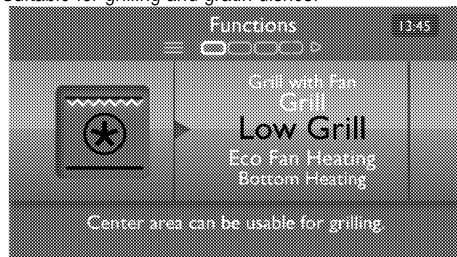 Suitable for grilling and gratin dishes.
Functions
13:45
Grill with Fan
Grill
Low Grill
Eco Fan Heating
Bottom Heating
Center area can be usable for grilling.